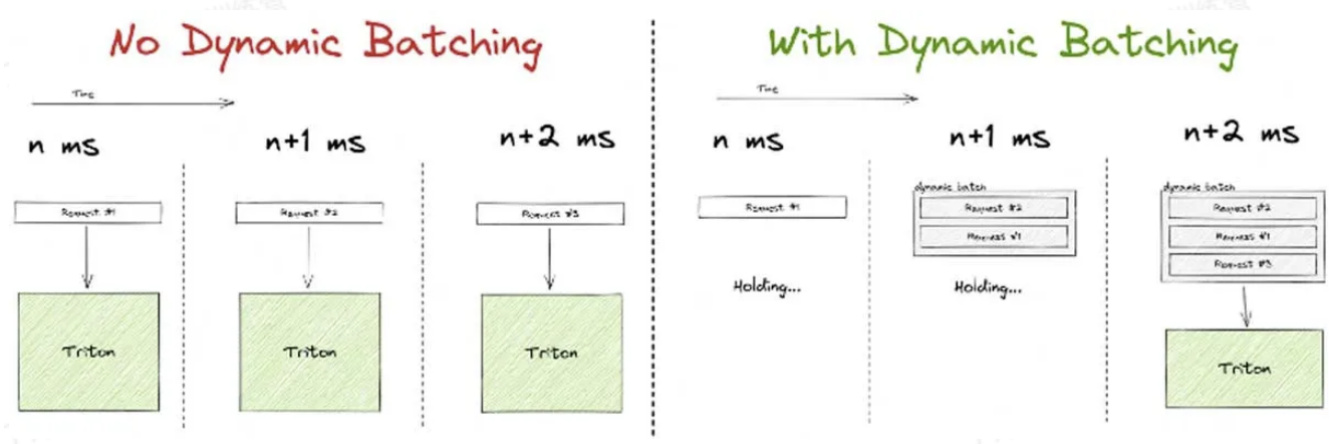 No Dynamic Batching
Time
n ms
n+1 ms
n+2 ms
Request #1
Request #2
Request #3
Triton
Triton
Triton
With Dynamic Batching
Time
n ms
n+1 ms
n+2 ms
Request #1
Holding...
dynamic batch
Request #2
Request #1
Holding...
dynamic batch
Request #2
Request #1
Request #3
Triton